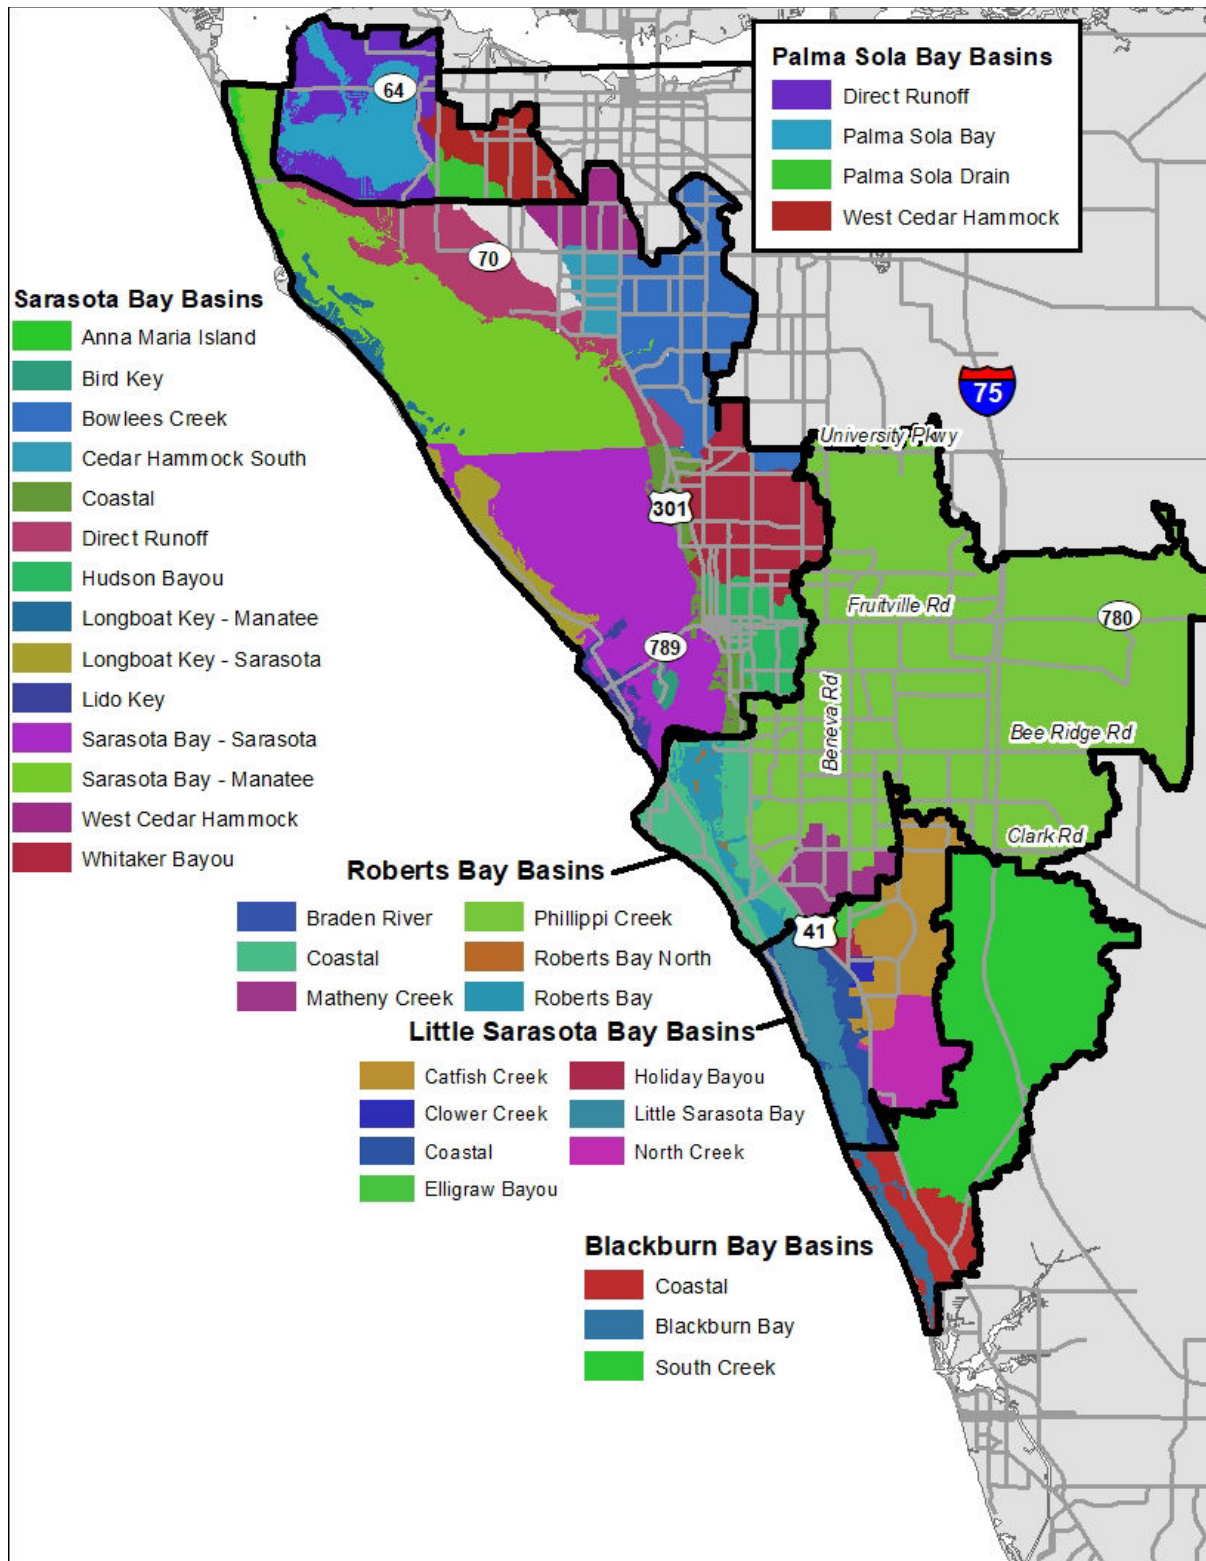 Palma Sola Bay Basins
Direct Runoff
Palma Sola Bay
Palma Sola Drain
West Cedar Hammock
64
70
75
Sarasota Bay Basins
Anna Maria Island
Bird Key
Bowlees Creek
Cedar Hammock South
Coastal
Direct Runoff
Hudson Bayou
Longboat Key - Manatee
Longboat Key - Sarasota
Lido Key
Sarasota Bay - Sarasota
Sarasota Bay - Manatee
West Cedar Hammock
Whitaker Bayou
University Pkwy
301
Fruitville Rd
780
789
Beneva Rd
Bee Ridge Rd
Clark Rd
Roberts Bay Basins
Braden River
Coastal
Matheny Creek
Phillippi Creek
Roberts Bay North
Roberts Bay
41
Little Sarasota Bay Basins
Catfish Creek
Clower Creek
Coastal
Elligraw Bayou
Holiday Bayou
Little Sarasota Bay
North Creek
Blackburn Bay Basins
Coastal
Blackburn Bay
South Creek